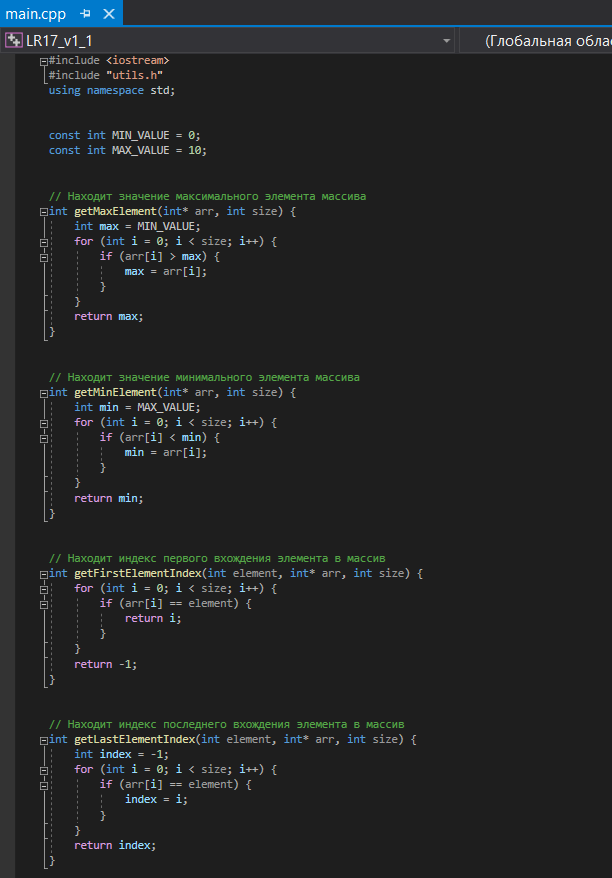 main.cpp
LR17_v1_1 (Глобальная обла
#include <iostream>
#include "utils.h"
using namespace std;
const int MIN_VALUE = 0;
const int MAX_VALUE = 10;
// Находит значение максимального элемента массива
int getMaxElement(int* arr, int size) {
int max = MIN_VALUE;
for (int i = 0; i < size; i++) {
if (arr[i] > max) {
max = arr[i];
}
}
return max;
}
// Находит значение минимального элемента массива
int getMinElement(int* arr, int size) {
int min = MAX_VALUE;
for (int i = 0; i < size; i++) {
if (arr[i] < min) {
min = arr[i];
}
}
return min;
}
// Находит индекс первого вхождения элемента в массив
int getFirstElementIndex(int element, int* arr, int size) {
for (int i = 0; i < size; i++) {
if (arr[i] == element) {
return i;
}
}
return -1;
}
// Находит индекс последнего вхождения элемента в массив
int getLastElementIndex(int element, int* arr, int size) {
int index = -1;
for (int i = 0; i < size; i++) {
if (arr[i] == element) {
index = i;
}
}
return index;
}